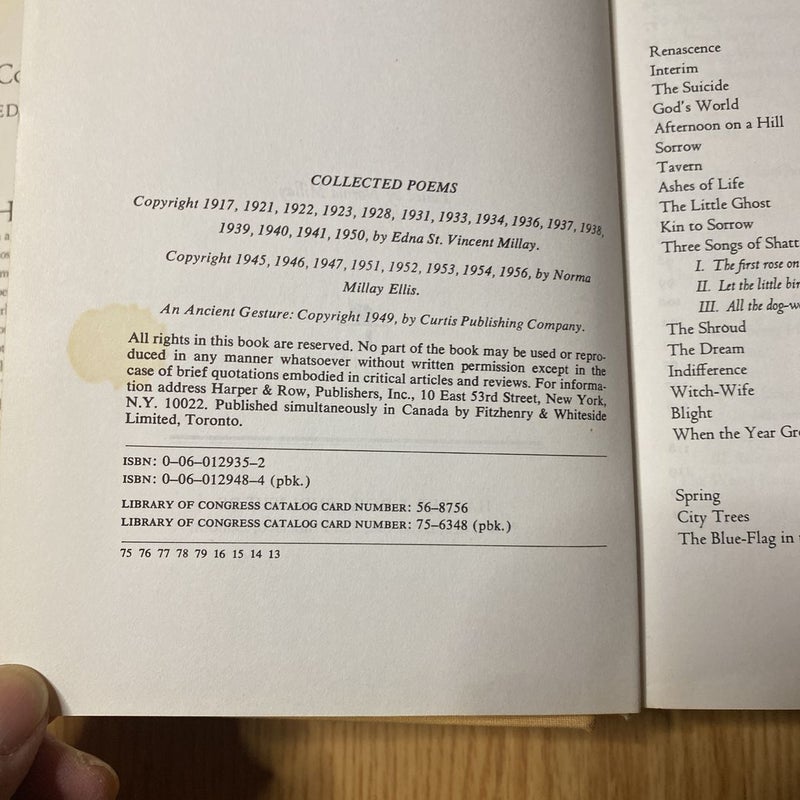 COLLECTED POEMS
Copyright 1917, 1921, 1922, 1923, 1928, 1931, 1933, 1934, 1936, 1937, 1938,
1939, 1940, 1941, 1950, by Edna St. Vincent Millay.
Copyright 1945, 1946, 1947, 1951, 1952, 1953, 1954, 1956, by Norma
Millay Ellis.
An Ancient Gesture: Copyright 1949, by Curtis Publishing Company.
All rights in this book are reserved. No part of the book may be used or repro-
duced in any manner whatsoever without written permission except in the
case of brief quotations embodied in critical articles and reviews. For informa-
tion address Harper & Row, Publishers, Inc., 10 East 53rd Street, New York,
N.Y. 10022. Published simultaneously in Canada by Fitzhenry & Whiteside
Limited, Toronto.
ISBN: 0–06–012935–2
ISBN: 0–06–012948–4 (pbk.)
LIBRARY OF CONGRESS CATALOG CARD NUMBER: 56–8756
LIBRARY OF CONGRESS CATALOG CARD NUMBER: 75–6348 (pbk.)
75 76 77 78 79 16 15 14 13
Renascence
Interim
The Suicide
God's World
Afternoon on a Hill
Sorrow
Tavern
Ashes of Life
The Little Ghost
Kin to Sorrow
Three Songs of Shatt
I. The first rose on
II. Let the little bir
III. All the dog-w
The Shroud
The Dream
Indifference
Witch-Wife
Blight
When the Year Gr
Spring
City Trees
The Blue-Flag in